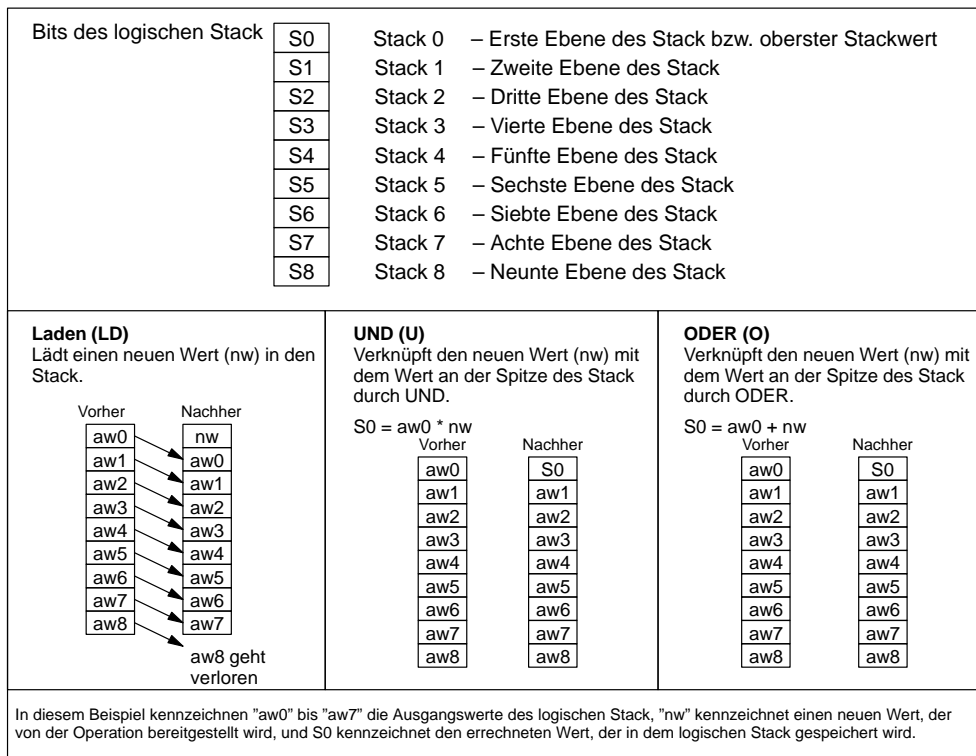 Bits des logischen Stack
S0 Stack 0 – Erste Ebene des Stack bzw. oberster Stackwert
S1 Stack 1 – Zweite Ebene des Stack
S2 Stack 2 – Dritte Ebene des Stack
S3 Stack 3 – Vierte Ebene des Stack
S4 Stack 4 – Fünfte Ebene des Stack
S5 Stack 5 – Sechste Ebene des Stack
S6 Stack 6 – Siebte Ebene des Stack
S7 Stack 7 – Achte Ebene des Stack
S8 Stack 8 – Neunte Ebene des Stack
Laden (LD)
Lädt einen neuen Wert (nw) in den
Stack.
Vorher Nachher
aw0 nw
aw1 aw0
aw2 aw1
aw3 aw2
aw4 aw3
aw5 aw4
aw6 aw5
aw7 aw6
aw8 aw7
aw8 geht
verloren
UND (U)
Verknüpft den neuen Wert (nw) mit
dem Wert an der Spitze des Stack
durch UND.
S0 = aw0 * nw
Vorher Nachher
aw0 S0
aw1 aw1
aw2 aw2
aw3 aw3
aw4 aw4
aw5 aw5
aw6 aw6
aw7 aw7
aw8 aw8
ODER (O)
Verknüpft den neuen Wert (nw) mit
dem Wert an der Spitze des Stack
durch ODER.
S0 = aw0 + nw
Vorher Nachher
aw0 S0
aw1 aw1
aw2 aw2
aw3 aw3
aw4 aw4
aw5 aw5
aw6 aw6
aw7 aw7
aw8 aw8
In diesem Beispiel kennzeichnen ”aw0” bis ”aw7” die Ausgangswerte des logischen Stack, ”nw” kennzeichnet einen neuen Wert, der
von der Operation bereitgestellt wird, und S0 kennzeichnet den errechneten Wert, der in dem logischen Stack gespeichert wird.